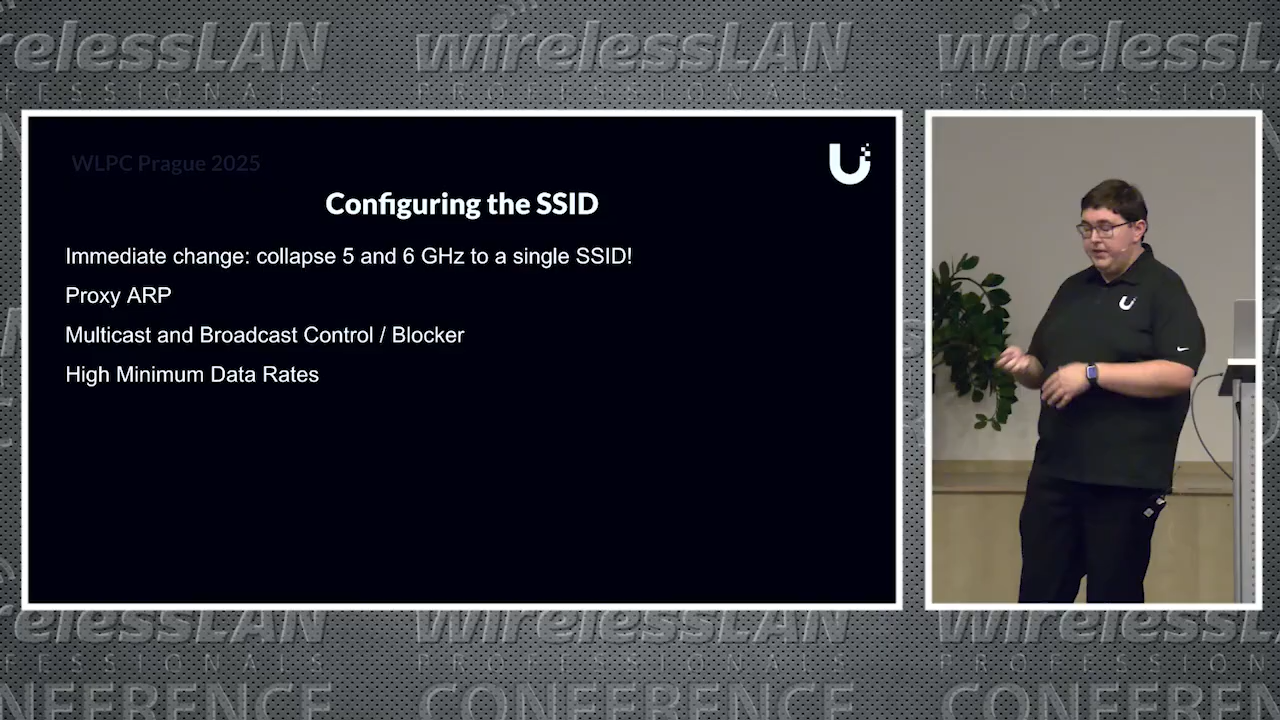 wirelessLAN
PROFESSIONALS
WLPC Prague 2025
Configuring the SSID
Immediate change: collapse 5 and 6 GHz to a single SSID!
Proxy ARP
Multicast and Broadcast Control / Blocker
High Minimum Data Rates
wirelessLAN
PROFESSIONALS
CONFERENCE